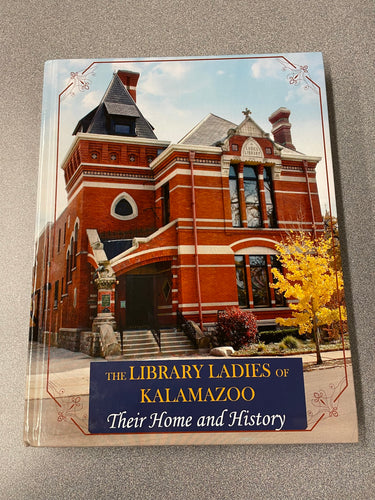 THE LIBRARY LADIES OF
KALAMAZOO
Their Home and History